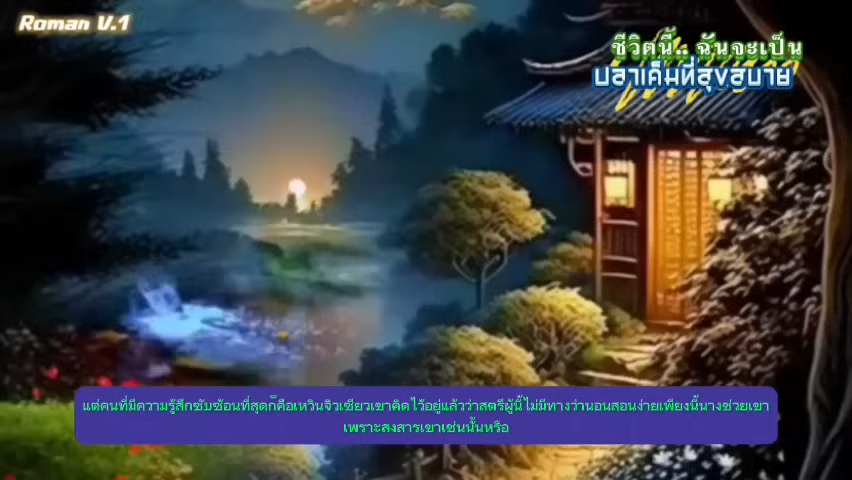 Roman V.1
ชีวิตนี้.. ฉันจะเป็น
ปลาเค็มที่สุขสบาย
แต่คนที่มีความรู้สึกซับซ้อนที่สุดก็คือเหวินจิวเซียวเขาคิดไว้อยู่แล้วว่าสตรีผู้นี้ไม่มีทางว่านอนสอนง่ายเพียงนี้นางช่วยเขา
เพราะสงสารเขาเช่นนั้นหรือ